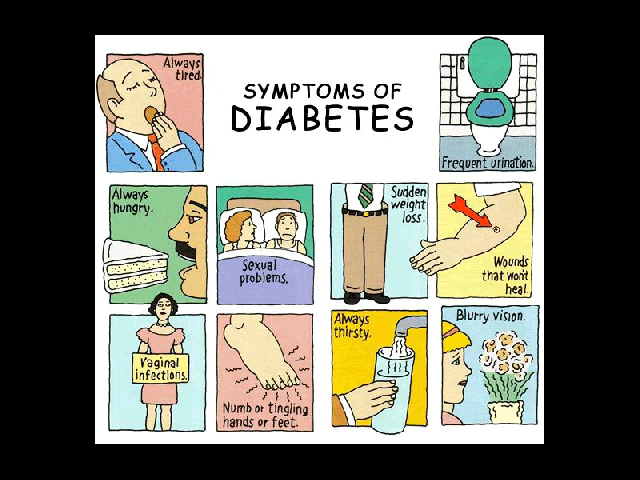 SYMPTOMS OF
DIABETES
Always
tired.
Frequent urination.
Always
hungry.
Sexual
problems.
Sudden
weight
loss.
Wounds
that won't
heal.
Vaginal
infections.
Numb or tingling
hands or feet.
Always
thirsty.
Blurry vision.